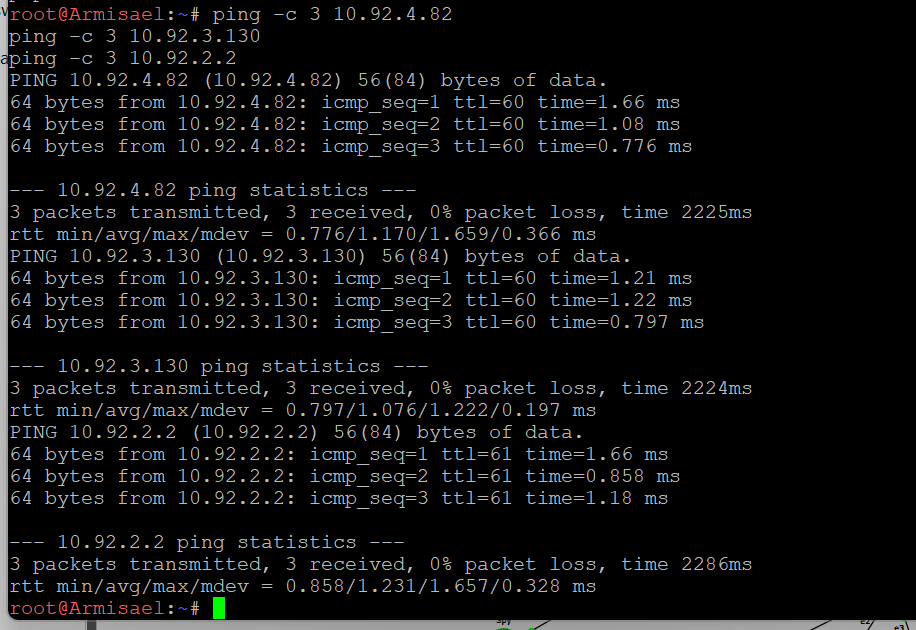 root@Armisael:~# ping -c 3 10.92.4.82
ping -c 3 10.92.3.130
ping -c 3 10.92.2.2
PING 10.92.4.82 (10.92.4.82) 56(84) bytes of data.
64 bytes from 10.92.4.82: icmp_seq=1 ttl=60 time=1.66 ms
64 bytes from 10.92.4.82: icmp_seq=2 ttl=60 time=1.08 ms
64 bytes from 10.92.4.82: icmp_seq=3 ttl=60 time=0.776 ms

--- 10.92.4.82 ping statistics ---
3 packets transmitted, 3 received, 0% packet loss, time 2225ms
rtt min/avg/max/mdev = 0.776/1.170/1.659/0.366 ms
PING 10.92.3.130 (10.92.3.130) 56(84) bytes of data.
64 bytes from 10.92.3.130: icmp_seq=1 ttl=60 time=1.21 ms
64 bytes from 10.92.3.130: icmp_seq=2 ttl=60 time=1.22 ms
64 bytes from 10.92.3.130: icmp_seq=3 ttl=60 time=0.797 ms

--- 10.92.3.130 ping statistics ---
3 packets transmitted, 3 received, 0% packet loss, time 2224ms
rtt min/avg/max/mdev = 0.797/1.076/1.222/0.197 ms
PING 10.92.2.2 (10.92.2.2) 56(84) bytes of data.
64 bytes from 10.92.2.2: icmp_seq=1 ttl=61 time=1.66 ms
64 bytes from 10.92.2.2: icmp_seq=2 ttl=61 time=0.858 ms
64 bytes from 10.92.2.2: icmp_seq=3 ttl=61 time=1.18 ms

--- 10.92.2.2 ping statistics ---
3 packets transmitted, 3 received, 0% packet loss, time 2286ms
rtt min/avg/max/mdev = 0.858/1.231/1.657/0.328 ms
root@Armisael:~#